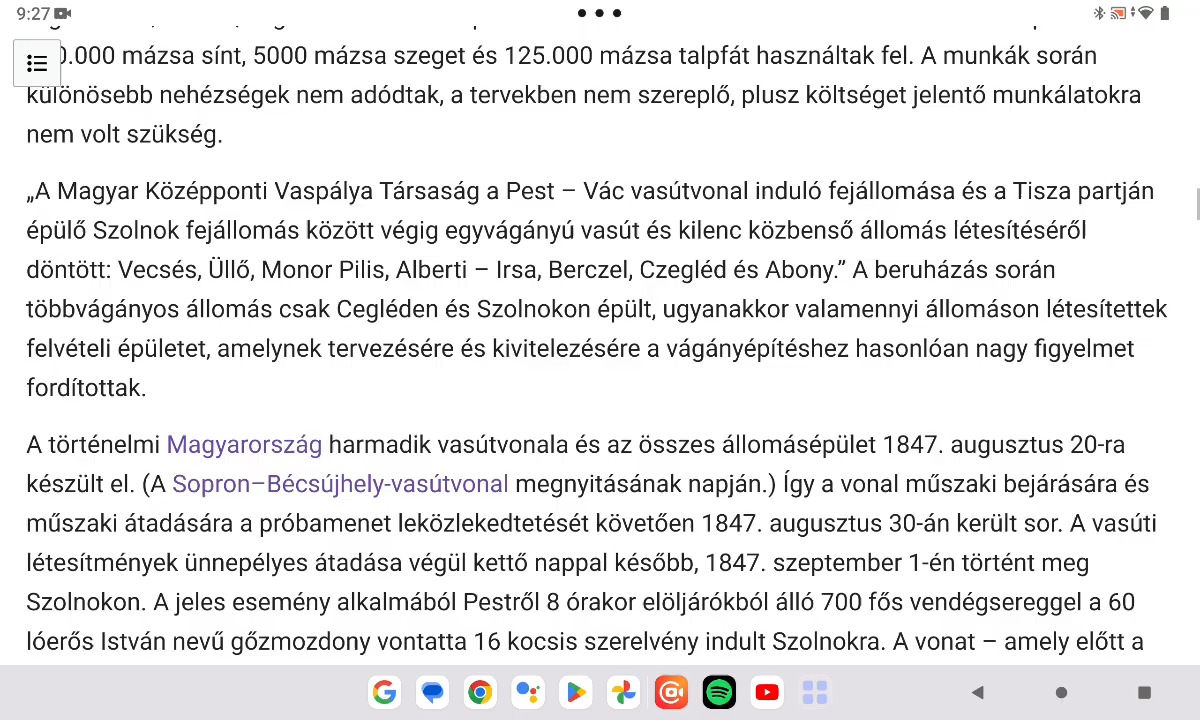 9:27
0.000 mázsa sínt, 5000 mázsa szeget és 125.000 mázsa talpfát használtak fel. A munkák során
különösebb nehézségek nem adódtak, a tervekben nem szereplő, plusz költséget jelentő munkálatokra
nem volt szükség.
„A Magyar Középponti Vaspálya Társaság a Pest – Vác vasútvonal induló fejállomása és a Tisza partján
épülő Szolnok fejállomás között végig egyvágányú vasút és kilenc közbenső állomás létesítéséről
döntött: Vecsés, Üllő, Monor Pilis, Alberti – Irsa, Berczel, Czegléd és Abony.” A beruházás során
többvágányos állomás csak Cegléden és Szolnokon épült, ugyanakkor valamennyi állomáson létesítettek
felvételi épületet, amelynek tervezésére és kivitelezésére a vágányépítéshez hasonlóan nagy figyelmet
fordítottak.
A történelmi Magyarország harmadik vasútvonala és az összes állomásépület 1847. augusztus 20-ra
készült el. (A Sopron–Bécsújhely-vasútvonal megnyitásának napján.) Így a vonal műszaki bejárására és
műszaki átadására a próbamenet leközlekedtetését követően 1847. augusztus 30-án került sor. A vasúti
létesítmények ünnepélyes átadása végül kettő nappal később, 1847. szeptember 1-én történt meg
Szolnokon. A jeles esemény alkalmából Pestről 8 órakor elöljárókból álló 700 fős vendégsereggel a 60
lóerős István nevű gőzmozdony vontatta 16 kocsis szerelvény indult Szolnokra. A vonat – amely előtt a